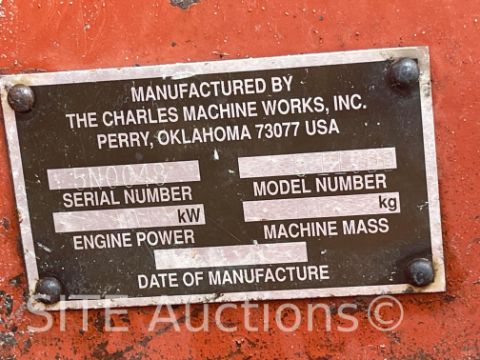 MANUFACTURED BY
THE CHARLES MACHINE WORKS, INC.
PERRY, OKLAHOMA 73077 USA
SERIAL NUMBER
MODEL NUMBER
kW
kg
ENGINE POWER
MACHINE MASS
DATE OF MANUFACTURE
SITE Auctions(c)